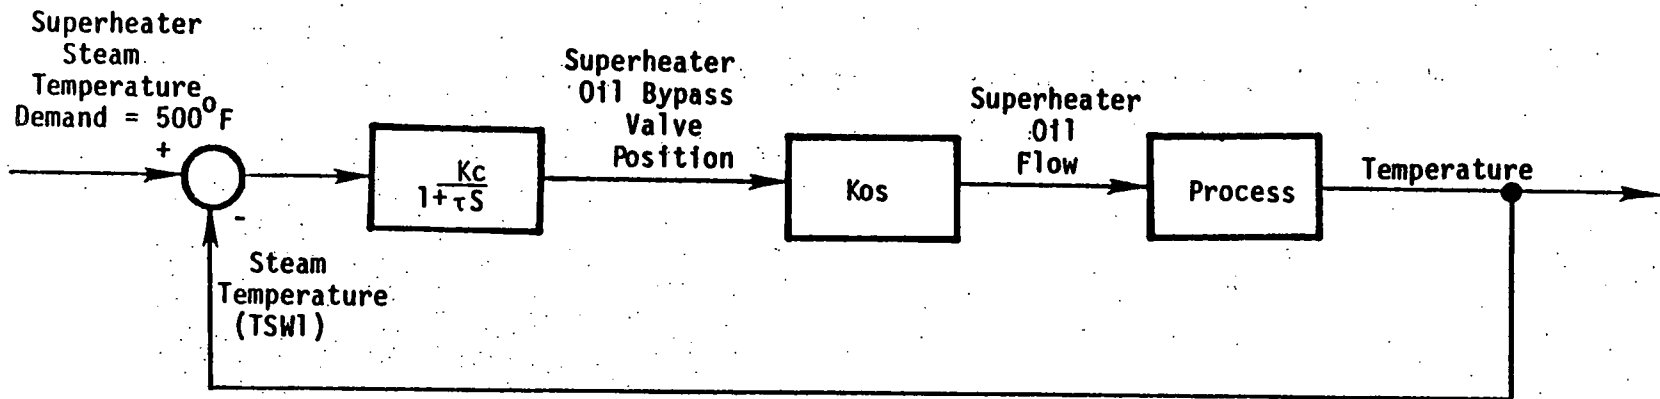 Superheater
Steam
Temperature
Demand = 500⁰F
+
-
Kc
1+τS
Superheater
Oil Bypass
Valve
Position
Kos
Superheater
Oil
Flow
Process
Temperature
Steam
Temperature
(TSW1)